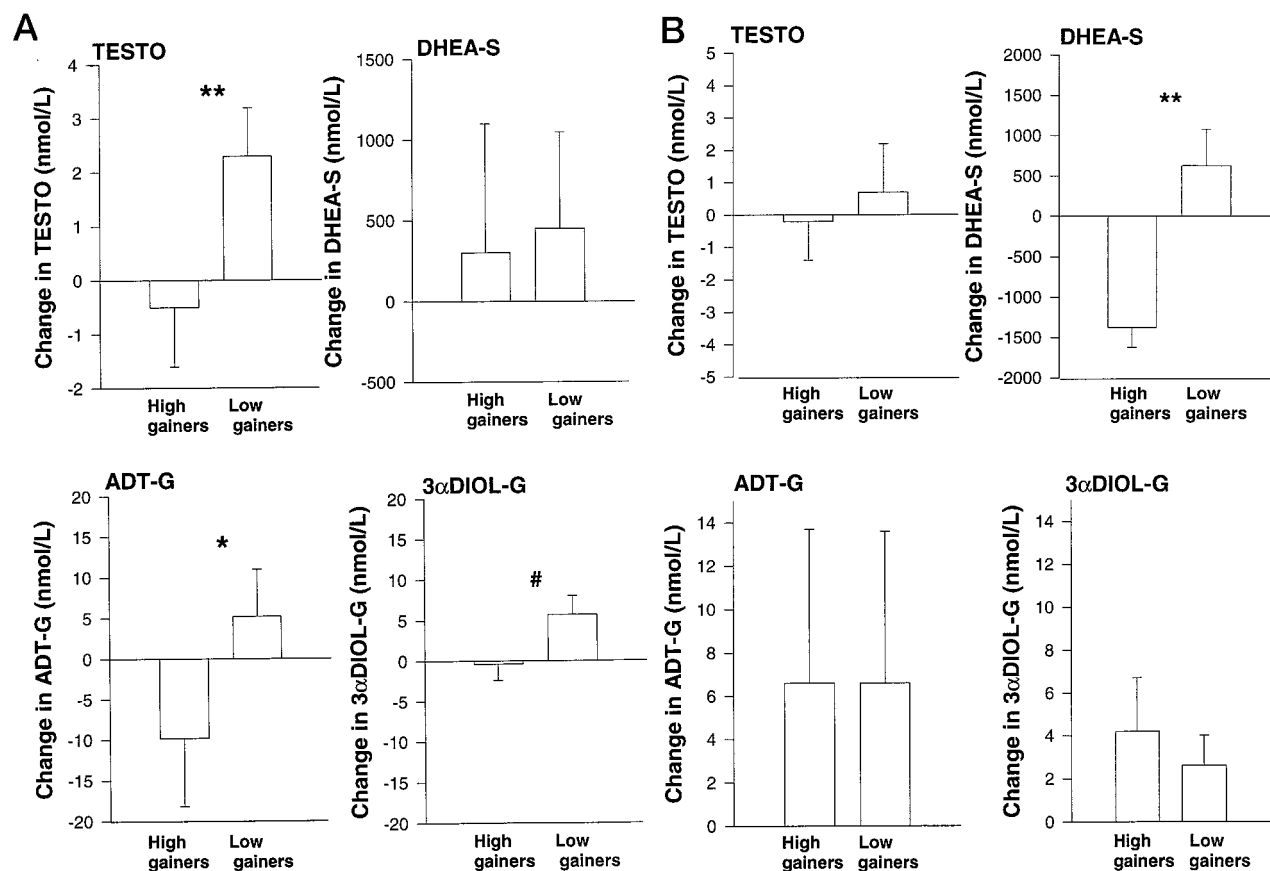 A
TESTO
Change in TESTO (nmol/L)
4
3
2
1
0
-1
-2
**
High
gainers
Low
gainers
DHEA-S
Change in DHEA-S (nmol/L)
1500
1000
500
0
-500
High
gainers
Low
gainers
ADT-G
Change in ADT-G (nmol/L)
20
15
10
5
0
-5
-10
-15
-20
*
High
gainers
Low
gainers
3αDIOL-G
Change in 3αDIOL-G (nmol/L)
20
15
10
5
0
-5
-10
-15
-20
#
High
gainers
Low
gainers
B
TESTO
Change in TESTO (nmol/L)
5
4
3
2
1
0
-1
-2
-3
-4
-5
High
gainers
Low
gainers
DHEA-S
Change in DHEA-S (nmol/L)
2000
1500
1000
500
0
-500
-1000
-1500
-2000
**
High
gainers
Low
gainers
ADT-G
Change in ADT-G (nmol/L)
14
12
10
8
6
4
2
0
High
gainers
Low
gainers
3αDIOL-G
Change in 3αDIOL-G (nmol/L)
14
12
10
8
6
4
2
0
High
gainers
Low
gainers